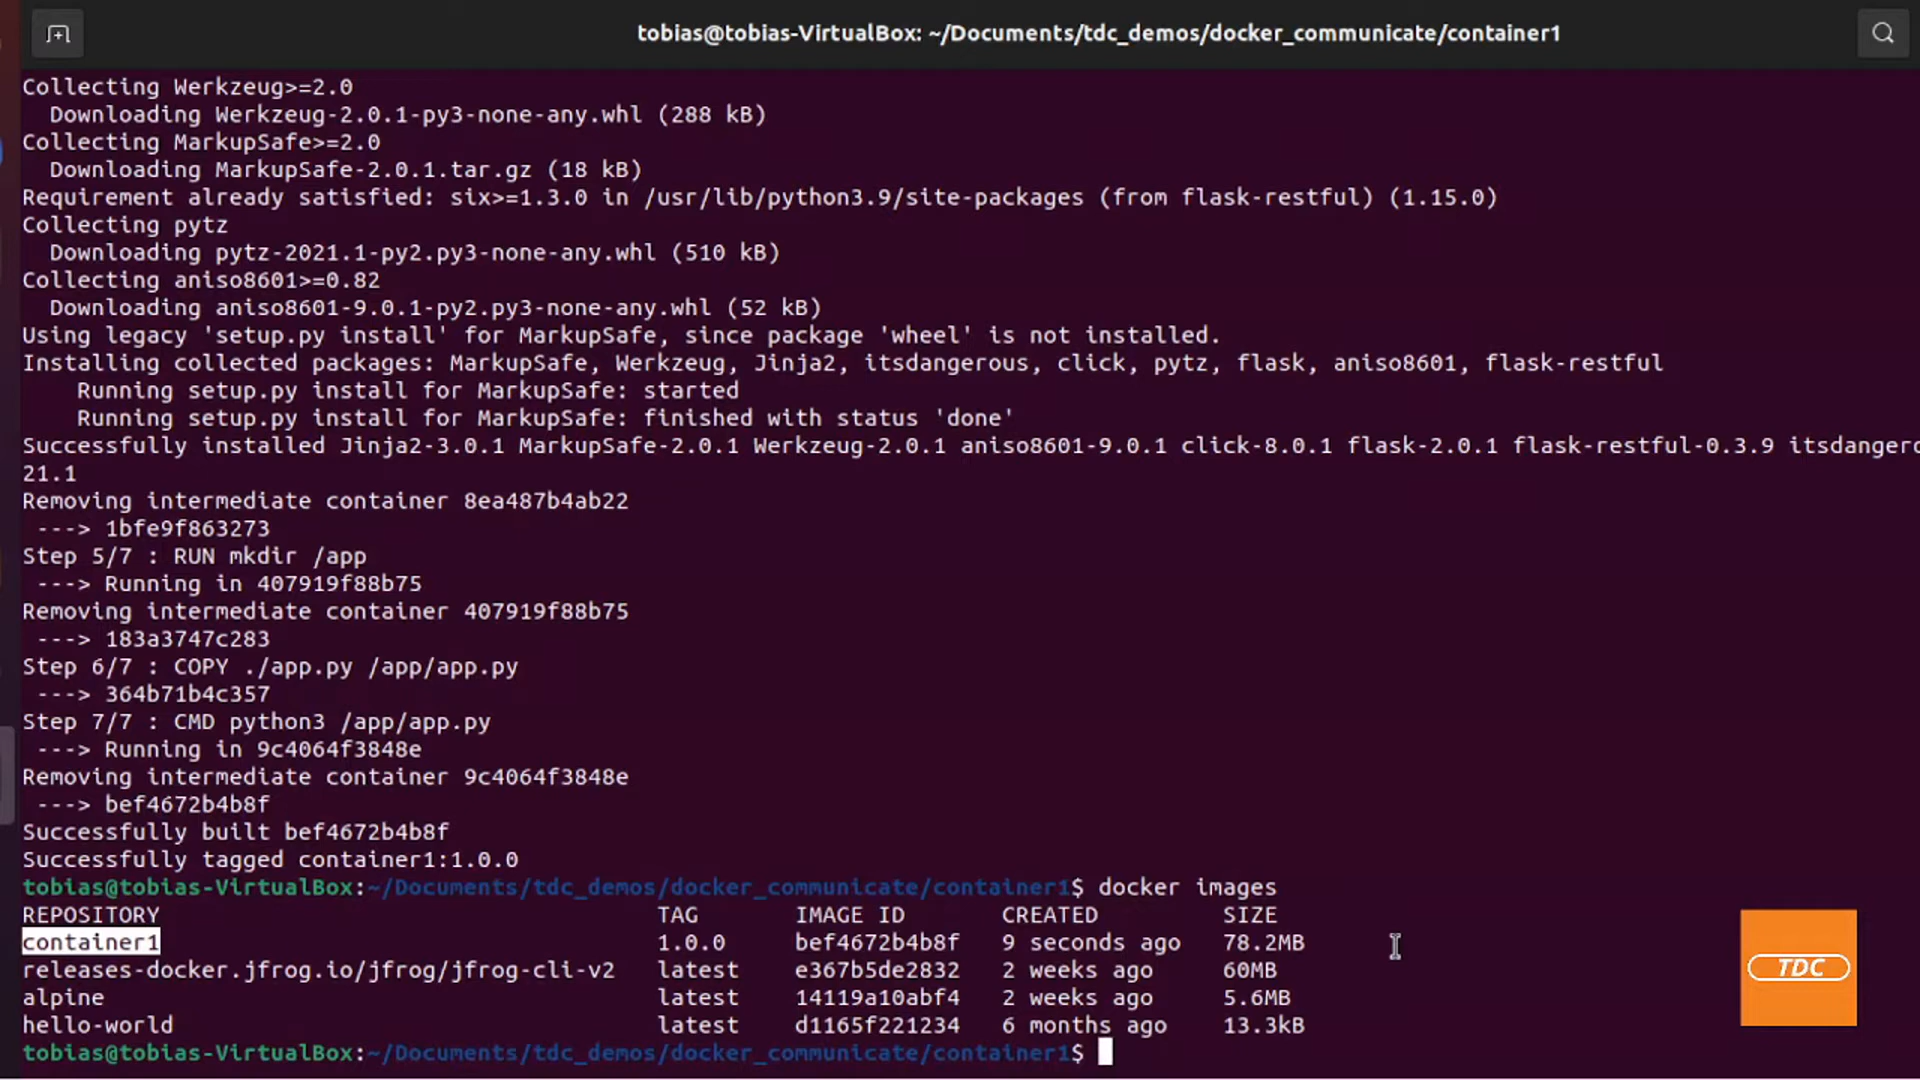 tobias@tobias-VirtualBox: ~/Documents/tdc_demos/docker_communicate/container1
Collecting Werkzeug>=2.0
  Downloading Werkzeug-2.0.1-py3-none-any.whl (288 kB)
Collecting MarkupSafe>=2.0
  Downloading MarkupSafe-2.0.1.tar.gz (18 kB)
Requirement already satisfied: six>=1.3.0 in /usr/lib/python3.9/site-packages (from flask-restful) (1.15.0)
Collecting pytz
  Downloading pytz-2021.1-py2.py3-none-any.whl (510 kB)
Collecting aniso8601>=0.82
  Downloading aniso8601-9.0.1-py2.py3-none-any.whl (52 kB)
Using legacy 'setup.py install' for MarkupSafe, since package 'wheel' is not installed.
Installing collected packages: MarkupSafe, Werkzeug, Jinja2, itsdangerous, click, pytz, flask, aniso8601, flask-restful
    Running setup.py install for MarkupSafe: started
    Running setup.py install for MarkupSafe: finished with status 'done'
Successfully installed Jinja2-3.0.1 MarkupSafe-2.0.1 Werkzeug-2.0.1 aniso8601-9.0.1 click-8.0.1 flask-2.0.1 flask-restful-0.3.9 itsdanger
21.1
Removing intermediate container 8ea487b4ab22
 ---> 1bfe9f863273
Step 5/7 : RUN mkdir /app
 ---> Running in 407919f88b75
Removing intermediate container 407919f88b75
 ---> 183a3747c283
Step 6/7 : COPY ./app.py /app/app.py
 ---> 364b71b4c357
Step 7/7 : CMD python3 /app/app.py
 ---> Running in 9c4064f3848e
Removing intermediate container 9c4064f3848e
 ---> bef4672b4b8f
Successfully built bef4672b4b8f
Successfully tagged container1:1.0.0
tobias@tobias-VirtualBox:~/Documents/tdc_demos/docker_communicate/container1$ docker images
REPOSITORY TAG IMAGE ID CREATED SIZE
container1 1.0.0 bef4672b4b8f 9 seconds ago 78.2MB
releases-docker.jfrog.io/jfrog/jfrog-cli-v2 latest e367b5de2832 2 weeks ago 60MB
alpine latest 14119a10abf4 2 weeks ago 5.6MB
hello-world latest d1165f221234 6 months ago 13.3kB
tobias@tobias-VirtualBox:~/Documents/tdc_demos/docker_communicate/container1$
TDC